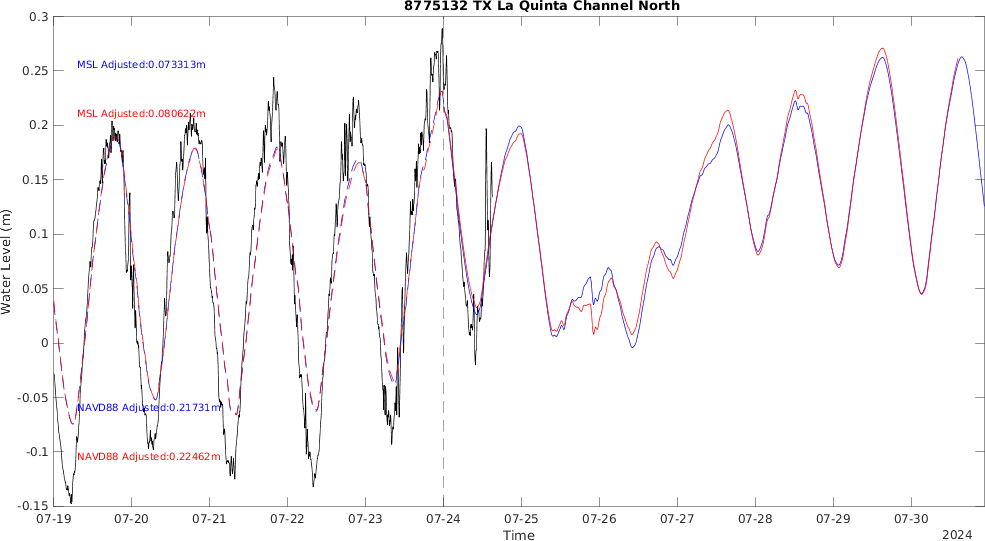 8775132 TX La Quinta Channel North
0.3
0.25
0.2
0.15
0.1
0.05
0
-0.05
-0.1
-0.15
Water Level (m)
MSL Adjusted:0.073313m
MSL Adjusted:0.080622m
NAVD88 Adjusted:0.21731m
NAVD88 Adjusted:0.22462m
07-19 07-20 07-21 07-22 07-23 07-24 07-25 07-26 07-27 07-28 07-29 07-30
Time
2024